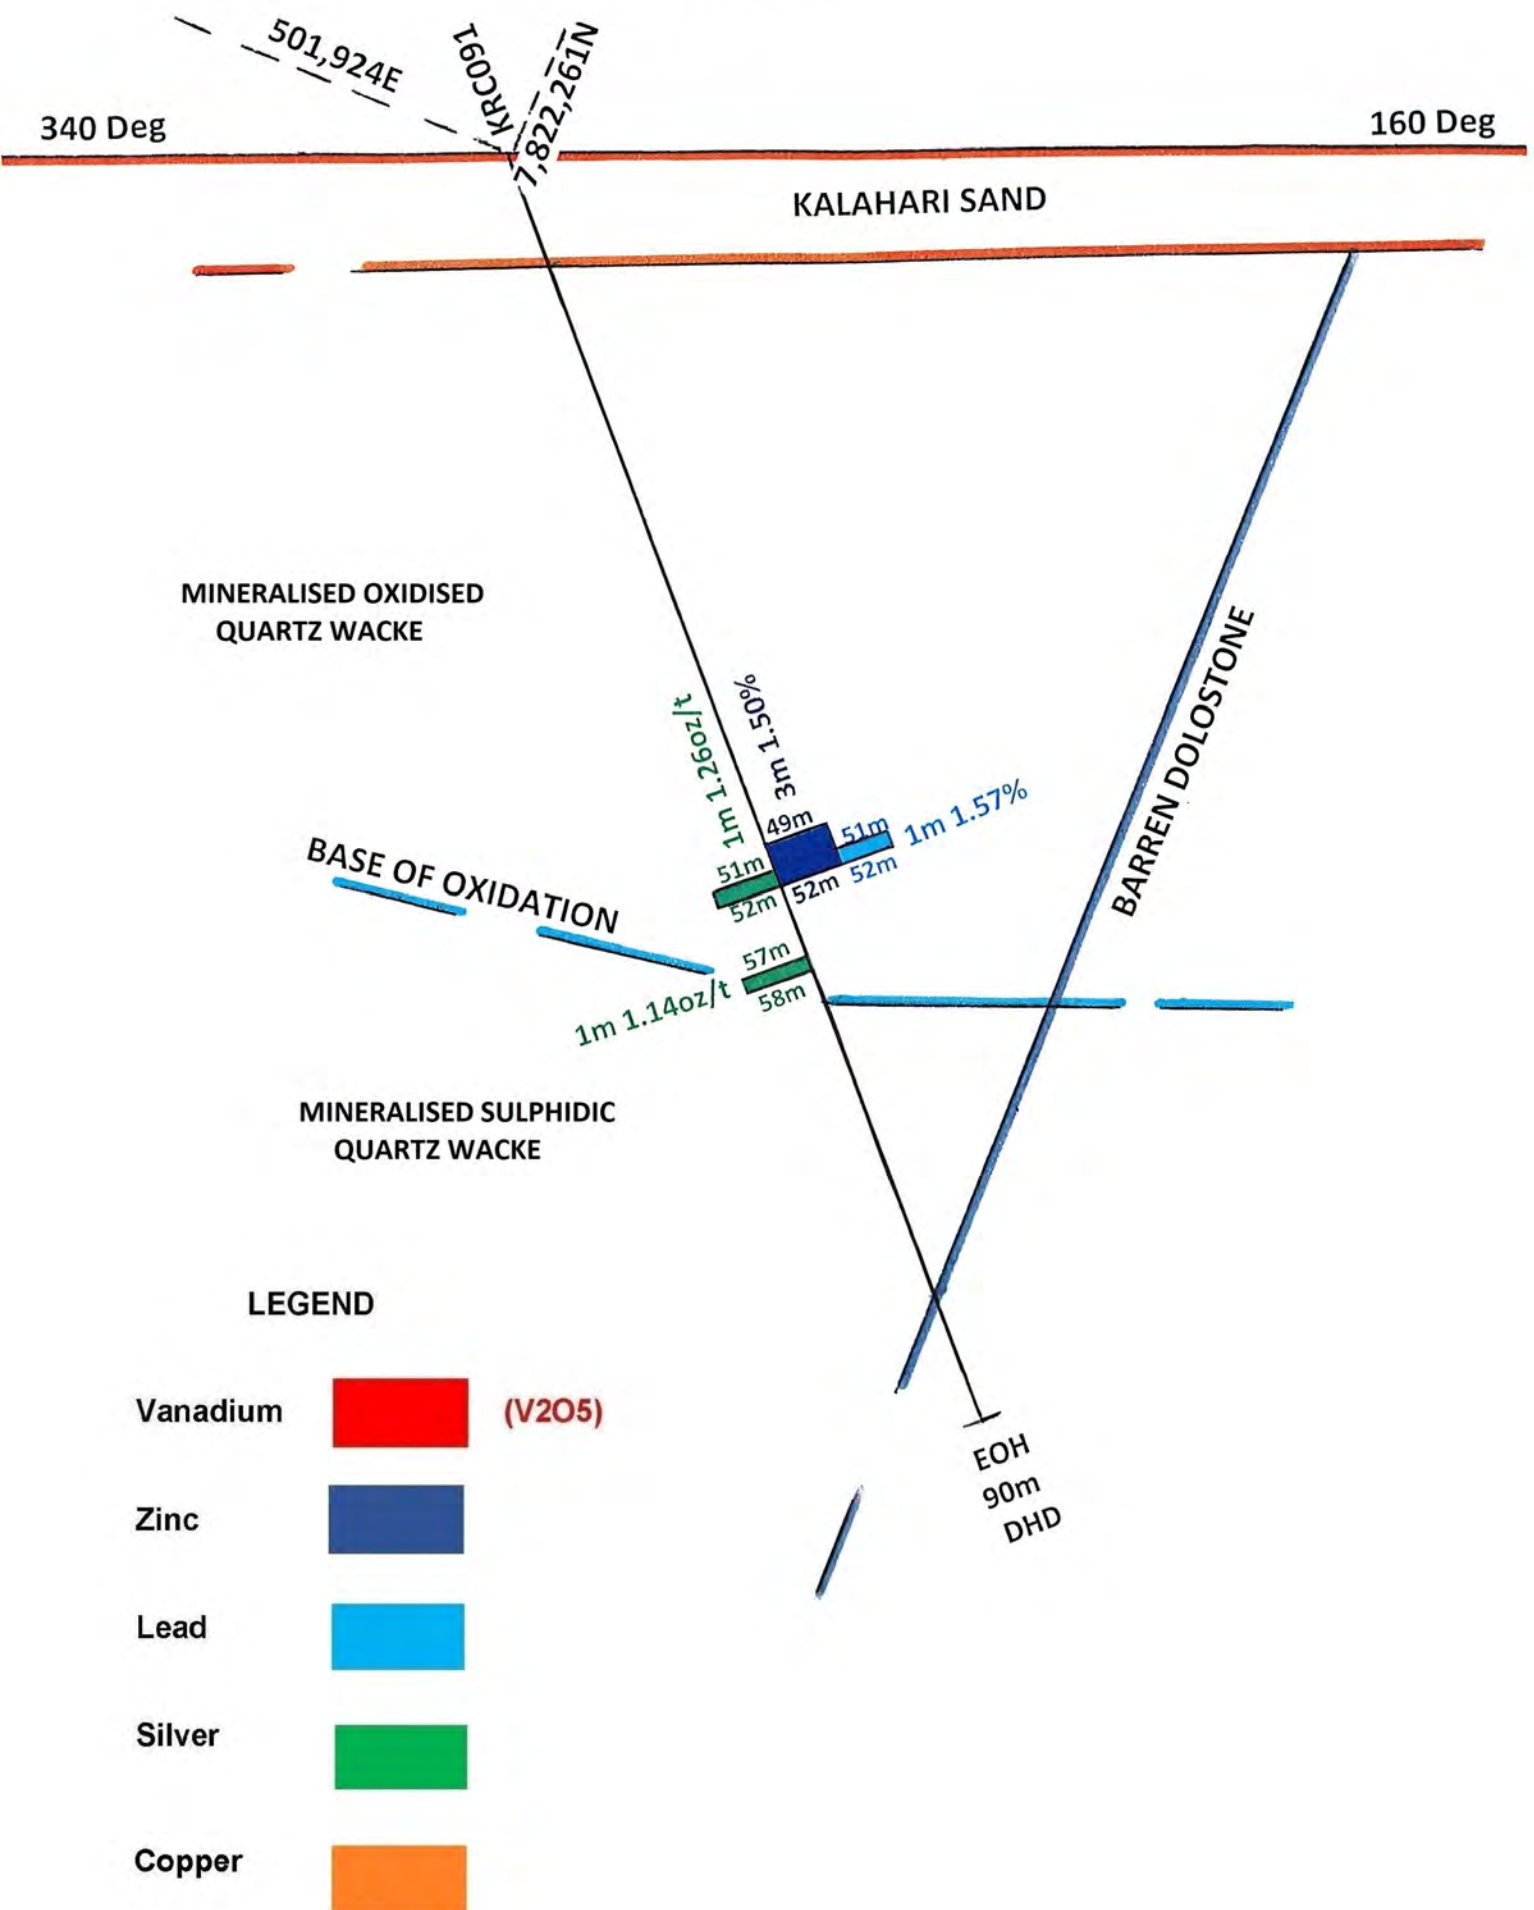 501,924E
KRC091
7,822,261N
340 Deg
160 Deg
KALAHARI SAND
MINERALISED OXIDISED
QUARTZ WACKE
1m 1.26oz/t
3m 1.50%
49m
51m
1m 1.57%
51m
52m
52m
52m
BARREN DOLOSTONE
BASE OF OXIDATION
57m
58m
1m 1.14oz/t
MINERALISED SULPHIDIC
QUARTZ WACKE
EOH
90m
DHD
LEGEND
Vanadium
(V2O5)
Zinc
Lead
Silver
Copper